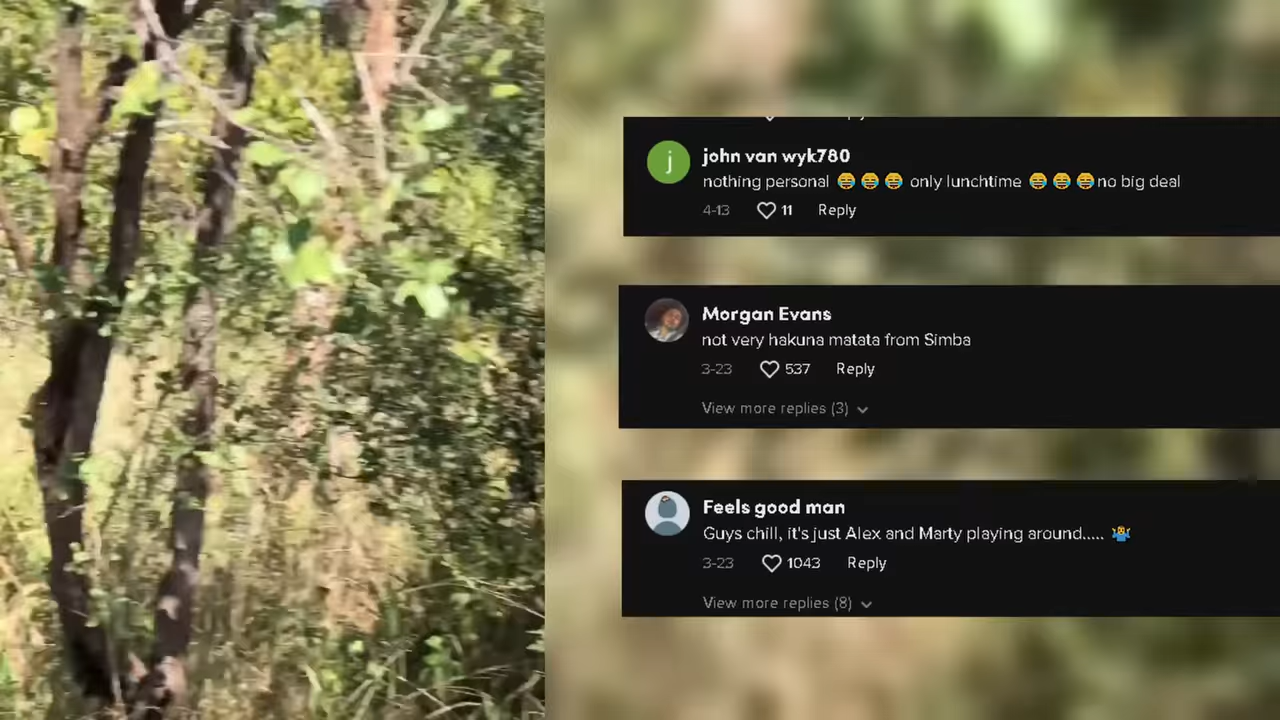 john van wyk780
nothing personal 😂😂😂 only lunchtime 😂😂😂no big deal
4-13 11 Reply
Morgan Evans
not very hakuna matata from Simba
3-23 537 Reply
View more replies (3)
Feels good man
Guys chill, it's just Alex and Marty playing around..... 🤷
3-23 1043 Reply
View more replies (8)